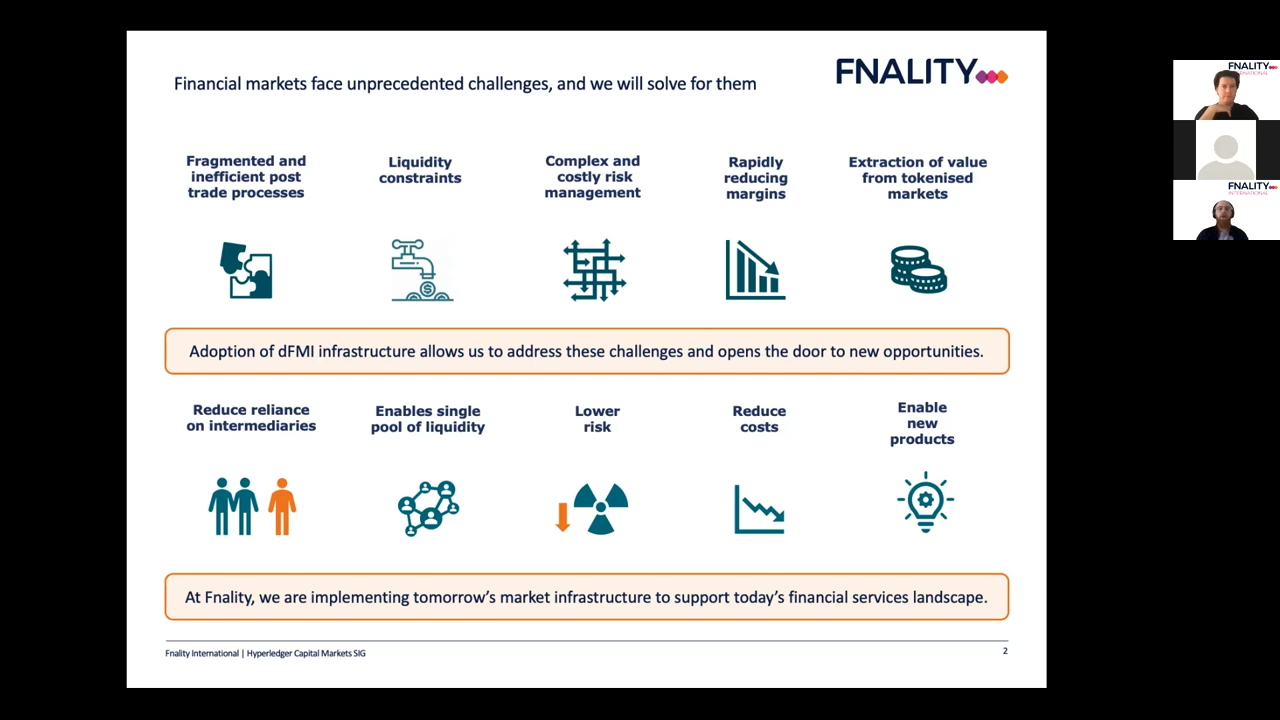 Financial markets face unprecedented challenges, and we will solve for them
FNALITY
Fragmented and
inefficient post
trade processes
Liquidity
constraints
Complex and
costly risk
management
Rapidly
reducing
margins
Extraction of value
from tokenised
markets
$
Adoption of dFMI infrastructure allows us to address these challenges and opens the door to new opportunities.
Reduce reliance
on intermediaries
Enables single
pool of liquidity
Lower
risk
Reduce
costs
Enable
new
products
At Fnality, we are implementing tomorrow's market infrastructure to support today's financial services landscape.
Fnality International | Hyperledger Capital Markets SIG
2
FNALITY
INTERNATIONAL
FNALITY
INTERNATIONAL